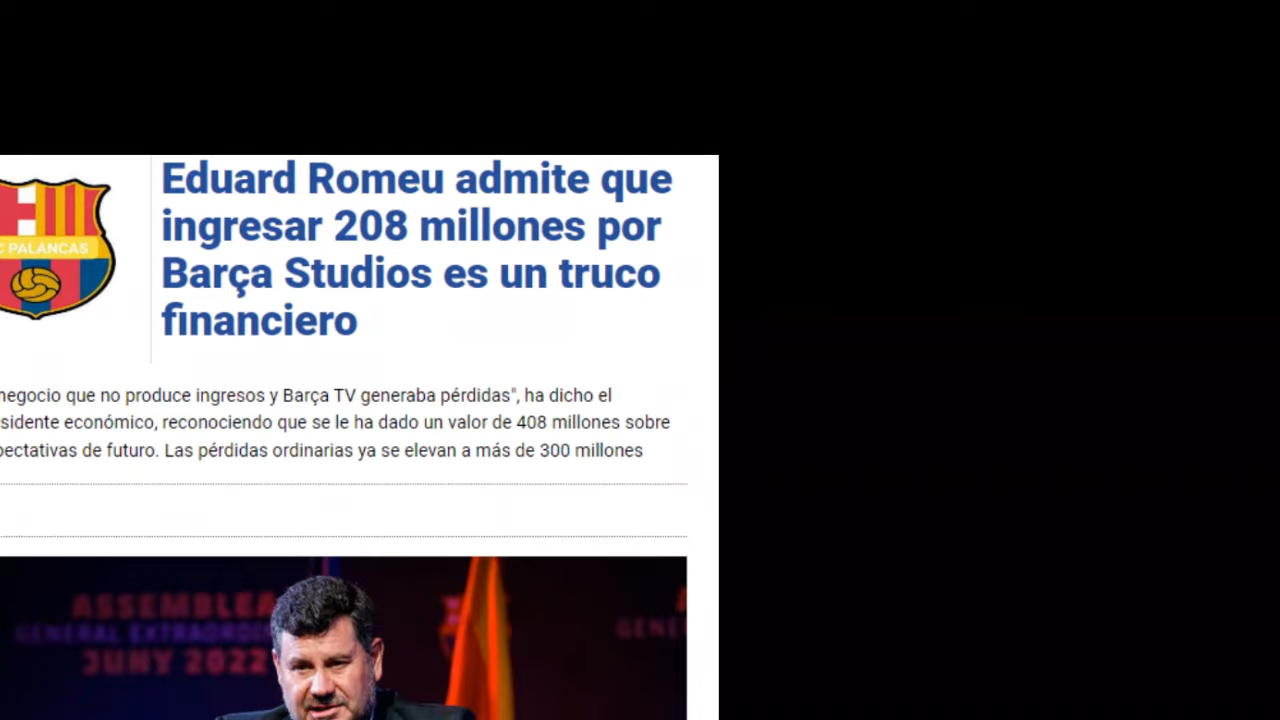 Eduard Romeu admite que
ingresar 208 millones por
Barça Studios es un truco
financiero
C PALANCAS
negocio que no produce ingresos y Barça TV generaba pérdidas", ha dicho el
sidente económico, reconociendo que se le ha dado un valor de 408 millones sobre
pectativas de futuro. Las pérdidas ordinarias ya se elevan a más de 300 millones
ASSEMBLEA
GENERAL EXTRAORDI
JUNY 2022
GENE